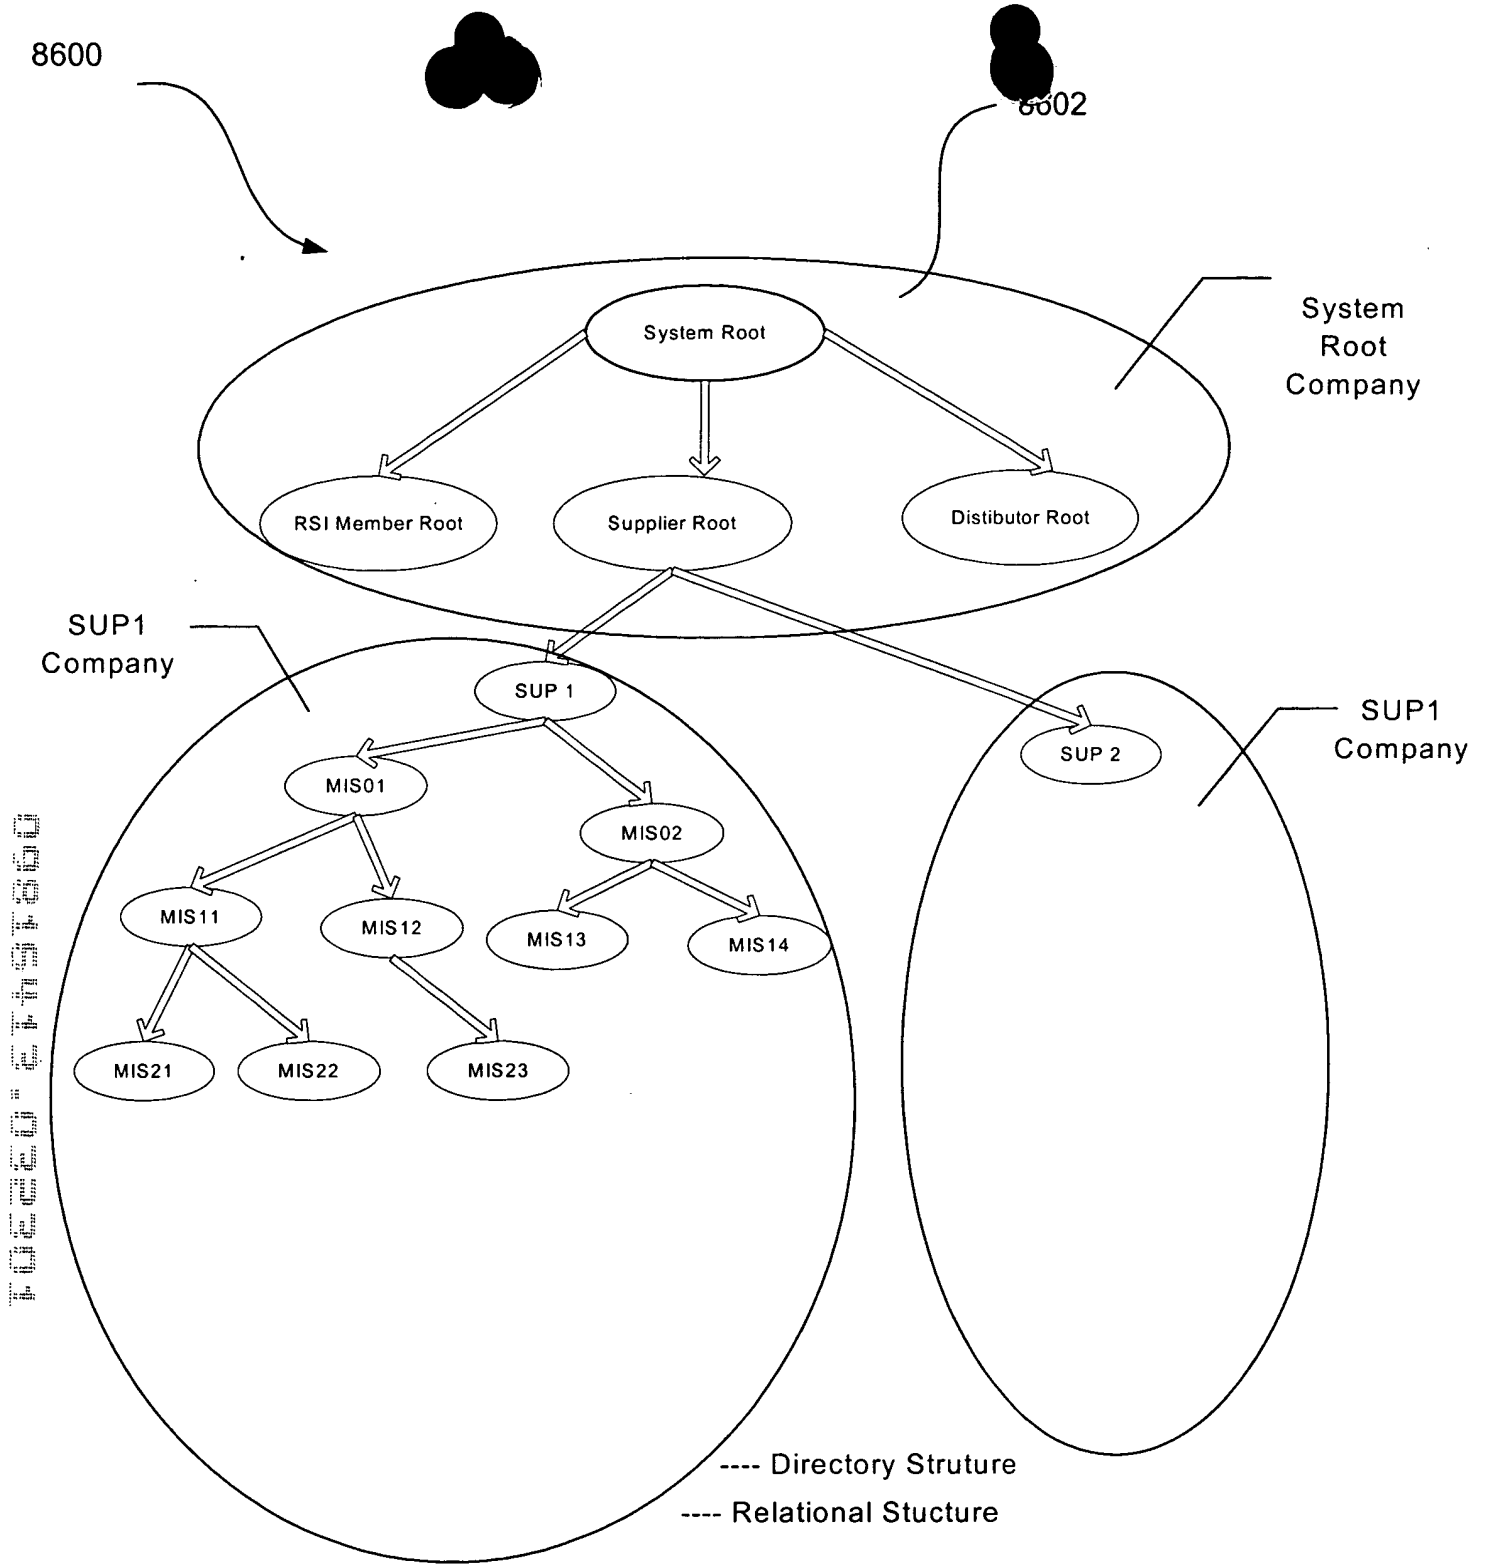 8600
8602
System Root
System
Root
Company
RSI Member Root
Supplier Root
Distibutor Root
SUP1
Company
SUP 1
SUP1
Company
SUP 2
MIS01
MIS02
MIS11
MIS12
MIS13
MIS14
MIS21
MIS22
MIS23
---- Directory Struture
---- Relational Stucture